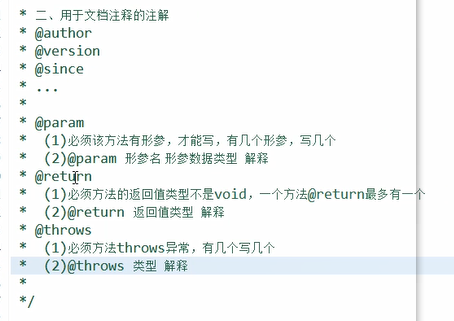 * 二、用于文档注释的注解
* @author
* @version
* @since
* ...
*
* @param
*  (1)必须该方法有形参，才能写，有几个形参，写几个
*  (2)@param 形参名 形参数据类型 解释
* @return
*  (1)必须方法的返回值类型不是void，一个方法@return最多有一个
*  (2)@return 返回值类型 解释
* @throws
*  (1)必须方法throws异常，有几个写几个
*  (2)@throws 类型 解释
*
*/